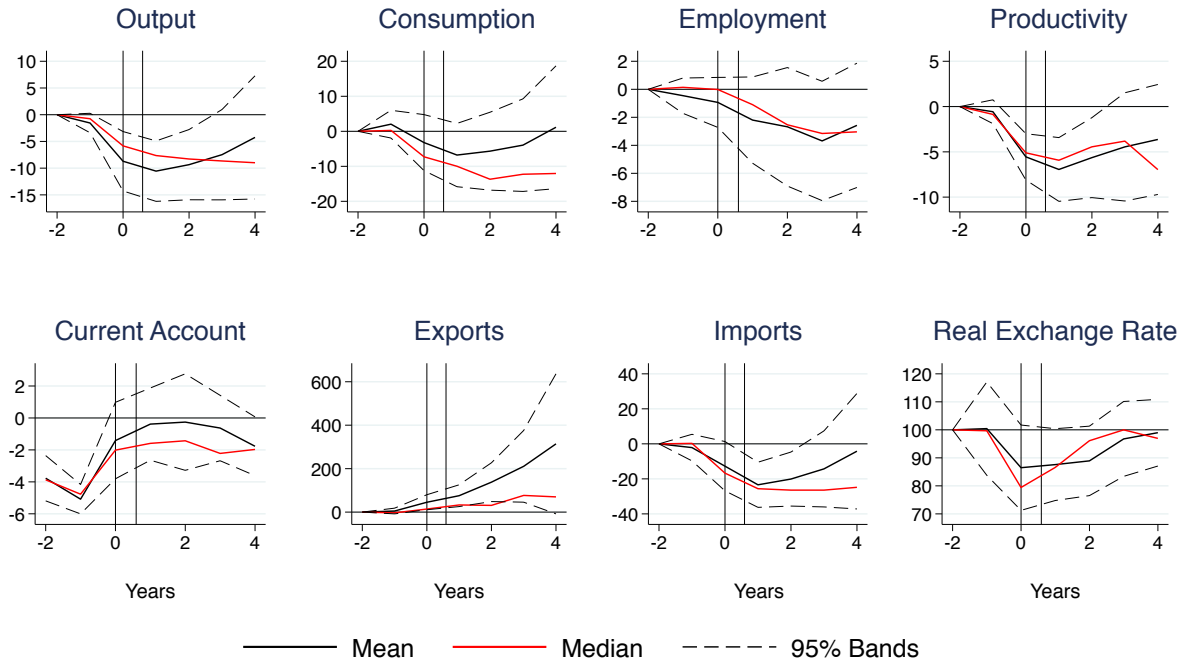 Output
Consumption
Employment
Productivity
10
5
0
-5
-10
-15
-2 0 2 4
20
10
0
-10
-20
-2 0 2 4
2
0
-2
-4
-6
-8
-2 0 2 4
5
0
-5
-10
-2 0 2 4
Current Account
Exports
Imports
Real Exchange Rate
2
0
-2
-4
-6
-2 0 2 4
600
400
200
0
-2 0 2 4
40
20
0
-20
-40
-2 0 2 4
120
110
100
90
80
70
-2 0 2 4
Years
Years
Years
Years
Mean
Median
95% Bands